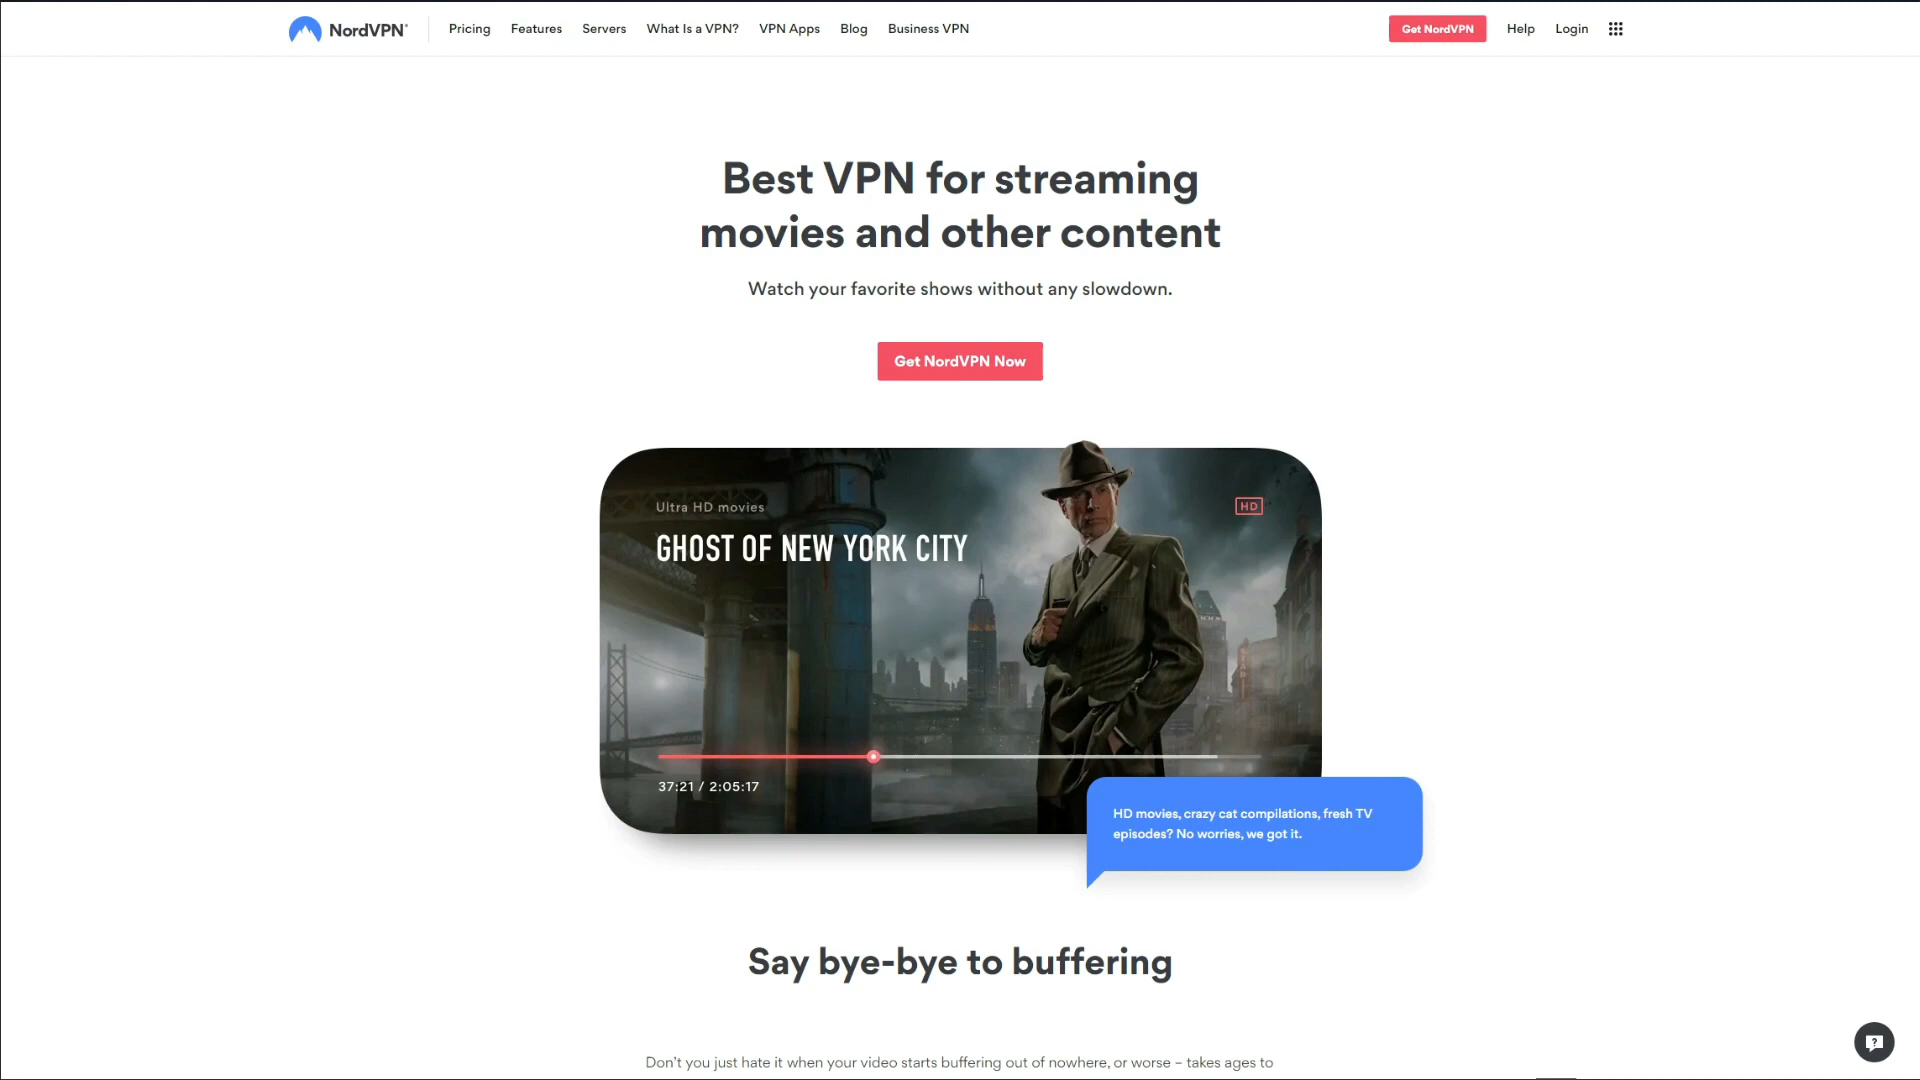 NordVPN®
Pricing
Features
Servers
What Is a VPN?
VPN Apps
Blog
Business VPN
Get NordVPN
Help
Login
Best VPN for streaming
movies and other content
Watch your favorite shows without any slowdown.
Get NordVPN Now
Ultra HD movies
HD
GHOST OF NEW YORK CITY
37:21 / 2:05:17
HD movies, crazy cat compilations, fresh TV
episodes? No worries, we got it.
Say bye-bye to buffering
Don't you just hate it when your video starts buffering out of nowhere, or worse – takes ages to